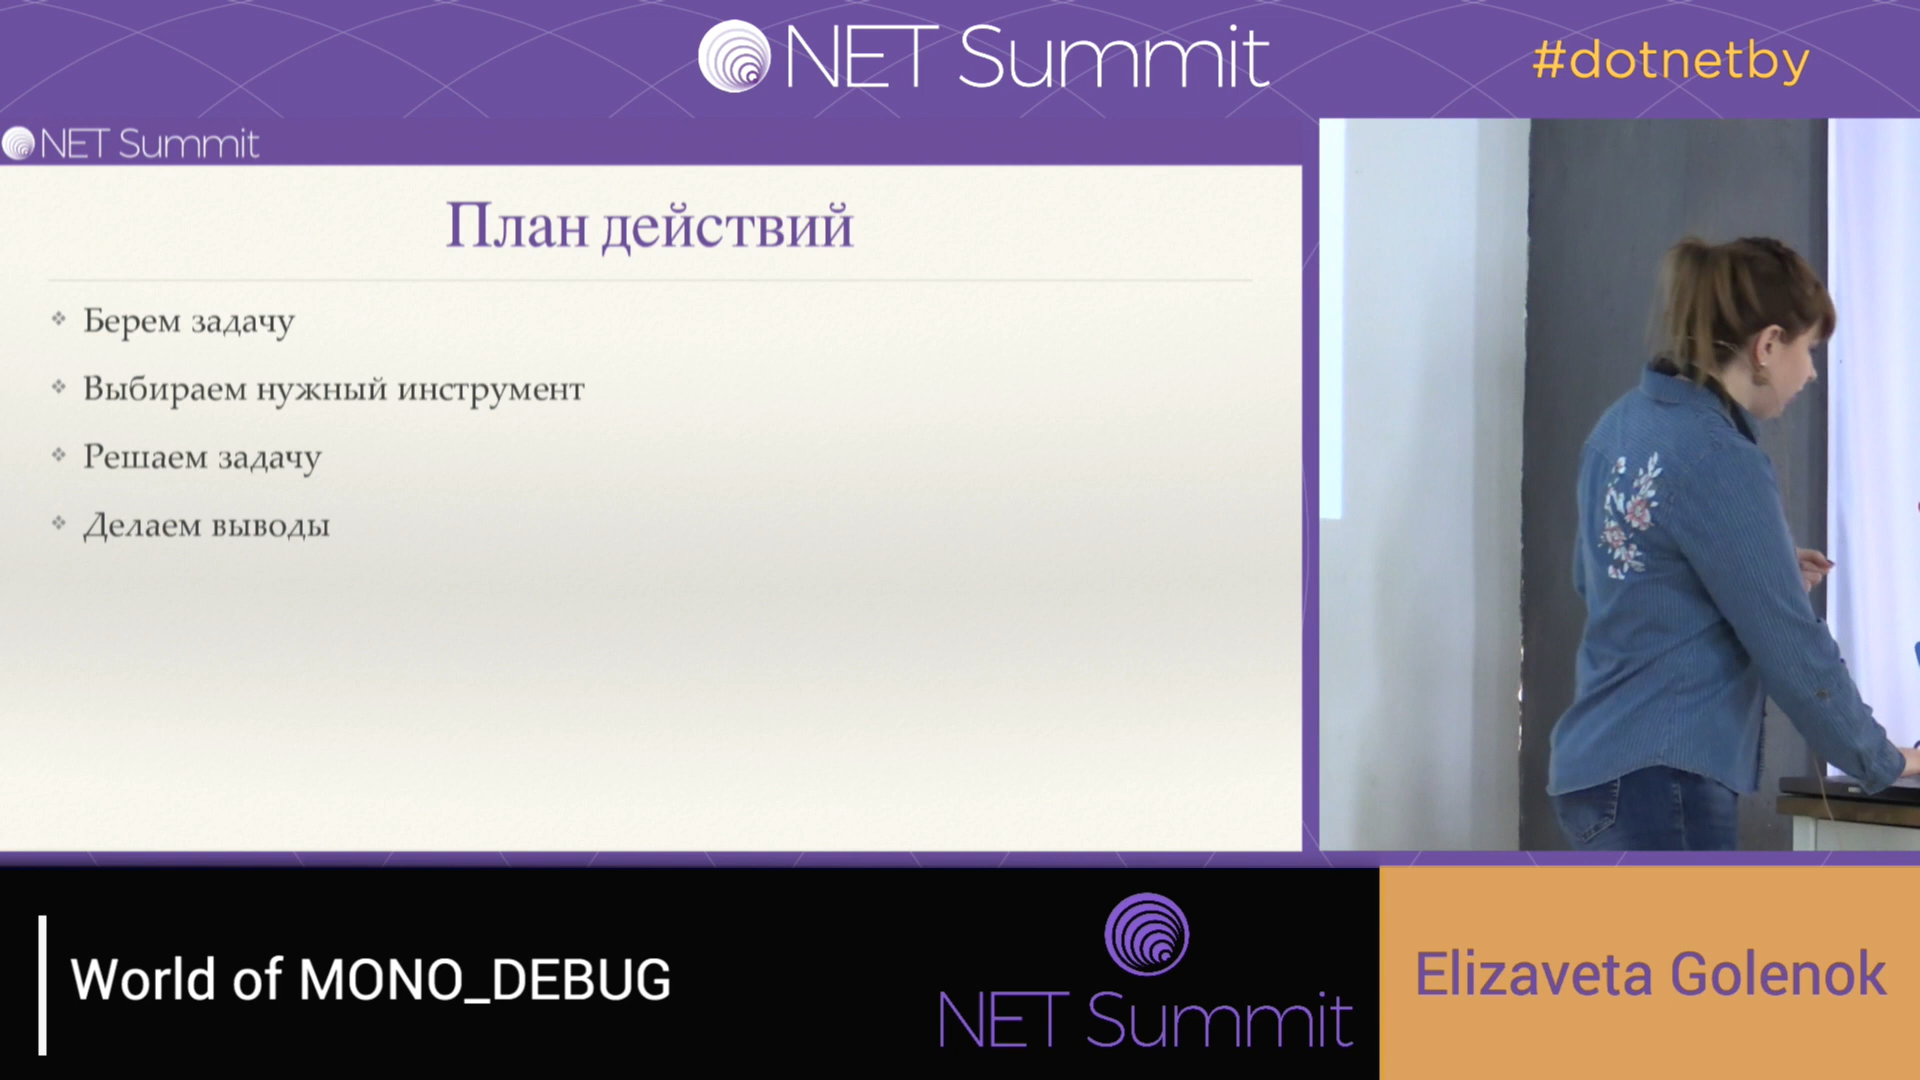 NET Summit
#dotnetby
NET Summit
План действий
Берем задачу
Выбираем нужный инструмент
Решаем задачу
Делаем выводы
World of MONO_DEBUG
NET Summit
Elizaveta Golenok